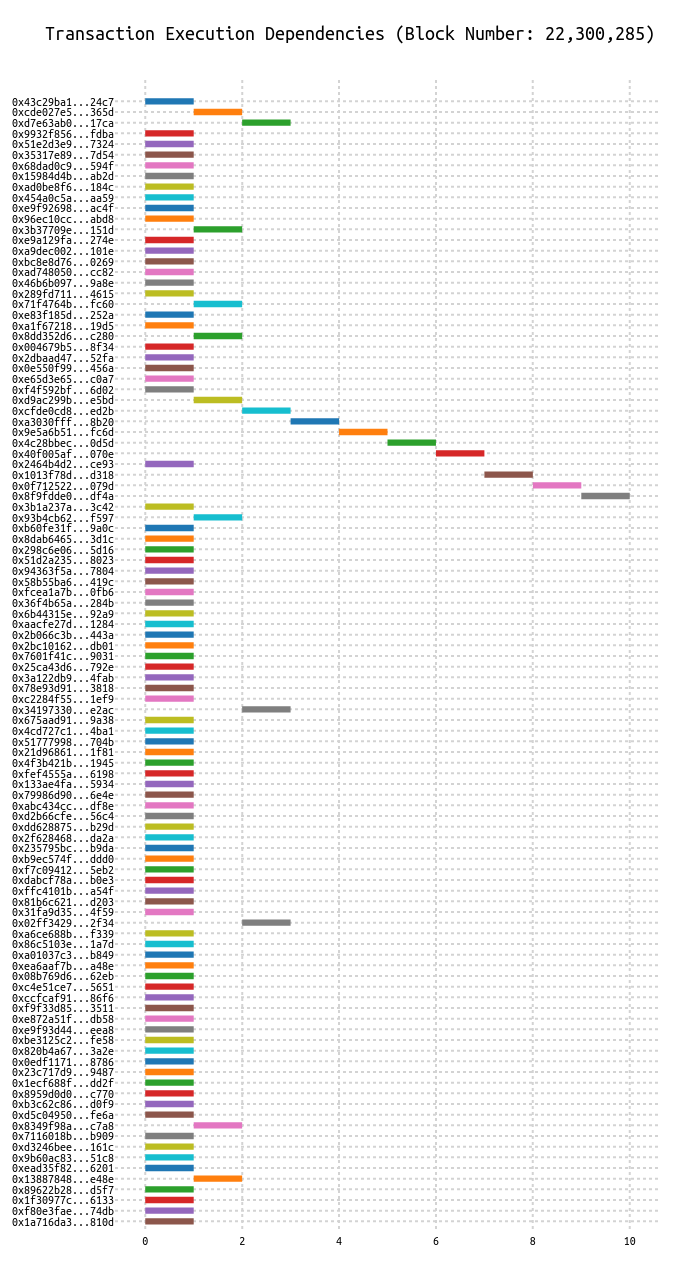 Transaction Execution Dependencies (Block Number: 22,300,285)
0x43c29ba1...24c7
0xcde027e5...365d
0xd7e63ab0...17ca
0x9932f856...fdba
0x51e2d3e9...7324
0x35317e89...7d54
0x68dad0c9...594f
0x15984d4b...ab2d
0xad0be8f6...184c
0x454a0c5a...aa59
0xe9f92698...ac4f
0x96ec10cc...abd8
0x3b37709e...151d
0xe9a129fa...274e
0xa9dec002...101e
0xbc8e8d76...0269
0xad748050...cc82
0x46b6b097...9a8e
0x289fd711...4615
0x71f4764b...fc60
0xe83f185d...252a
0xa1f67218...19d5
0x8dd352d6...c280
0x004679b5...8f34
0x2dbaad47...52fa
0x0e550f99...456a
0xe65d3e65...c0a7
0xf4f592bf...6d02
0xd9ac299b...e5bd
0xcfde0cd8...ed2b
0xa3030fff...8b20
0x9e5a6b51...fc6d
0x4c28bbec...0d5d
0x40f005af...070e
0x2464b4d2...ce93
0x1013f78d...d318
0x0f712522...079d
0x8f9fdde0...df4a
0x3b1a237a...3c42
0x93b4cb62...f597
0xb60fe31f...9a0c
0x8dab6465...3d1c
0x298c6e06...5d16
0x51d2a235...8023
0x94363f5a...7804
0x58b55ba6...419c
0xfcea1a7b...0fb6
0x36f4b65a...284b
0x6b44315e...92a9
0xaacfe27d...1284
0x2b066c3b...443a
0x2bc10162...db01
0x7601f41c...9031
0x25ca43d6...792e
0x3a122db9...4fab
0x78e93d91...3818
0xc2284f55...1ef9
0x34197330...e2ac
0x675aad91...9a38
0x4cd727c1...4ba1
0x51777998...704b
0x21d96861...1f81
0x4f3b421b...1945
0xfef4555a...6198
0x133ae4fa...5934
0x79986d90...6e4e
0xabc434cc...df8e
0xd2b66cfe...56c4
0xdd628875...b29d
0x2f628468...da2a
0x235795bc...b9da
0xb9ec574f...ddd0
0xf7c09412...5eb2
0xdabcf78a...b0e3
0xffc4101b...a54f
0x81b6c621...d203
0x31fa9d35...4f59
0x02ff3429...2f34
0xa6ce688b...f339
0x86c5103e...1a7d
0xa01037c3...b849
0xea6aaf7b...a48e
0x08b769d6...62eb
0xc4e51ce7...5651
0xccfcaf91...86f6
0xf9f33d85...3511
0xe872a51f...db58
0xe9f93d44...eea8
0xbe3125c2...fe58
0x820b4a67...3a2e
0x0edf1171...8786
0x23c717d9...9487
0x1ecf688f...dd2f
0x8959d0d0...c770
0xb3c62c86...d0f9
0xd5c04950...fe6a
0x8349f98a...c7a8
0x7116018b...b909
0xd3246bee...161c
0x9b60ac83...51c8
0xead35f82...6201
0x13887848...e48e
0x89622b28...d5f7
0x1f30977c...6133
0xf80e3fae...74db
0x1a716da3...810d
0 2 4 6 8 10